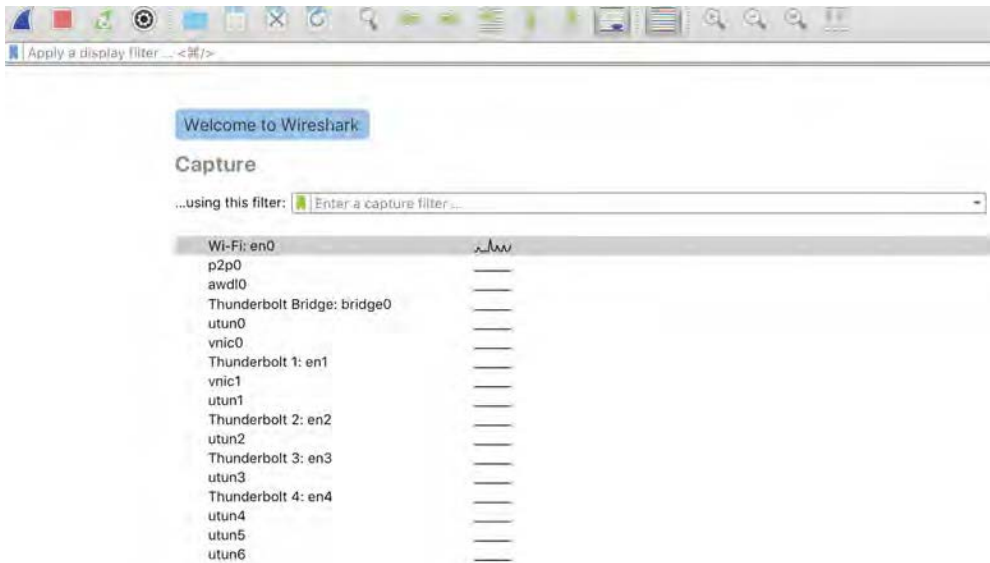 Apply a display filter ... <⌘/>
Welcome to Wireshark
Capture
...using this filter: Enter a capture filter ...
Wi-Fi: en0
p2p0
awdl0
Thunderbolt Bridge: bridge0
utun0
vnic0
Thunderbolt 1: en1
vnic1
utun1
Thunderbolt 2: en2
utun2
Thunderbolt 3: en3
utun3
Thunderbolt 4: en4
utun4
utun5
utun6